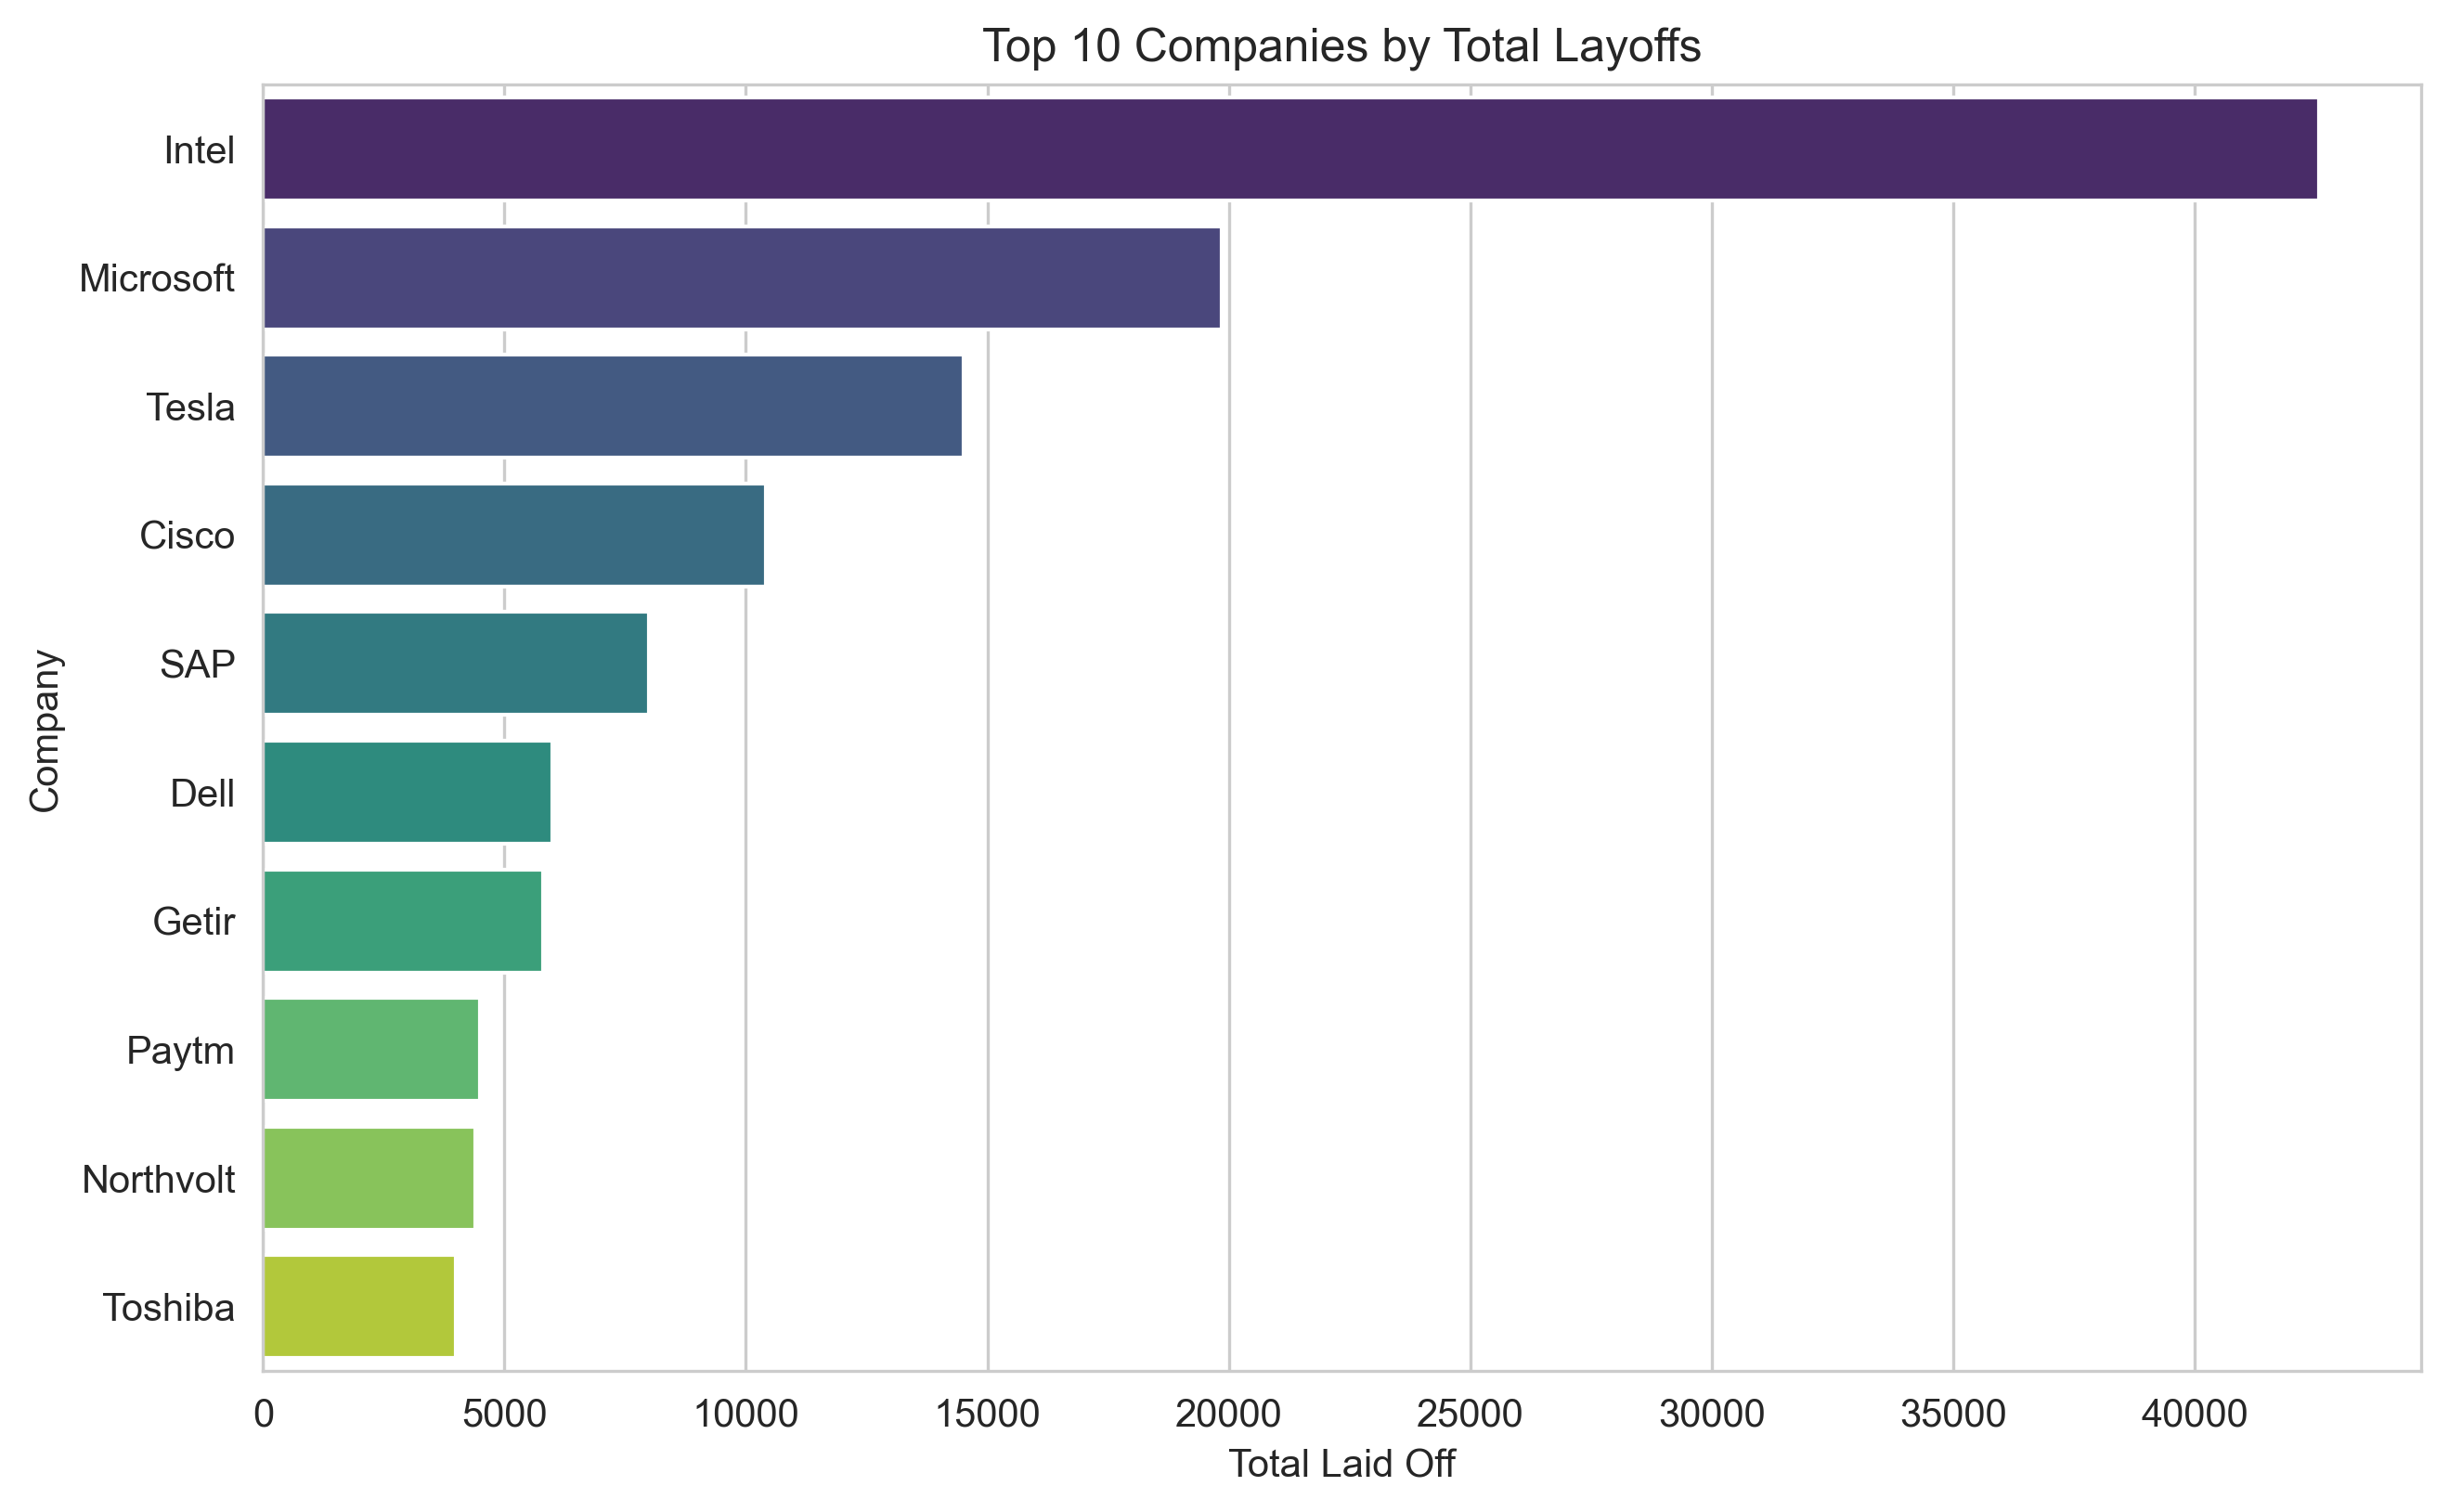 Top 10 Companies by Total Layoffs
Intel
Microsoft
Tesla
Cisco
SAP
Dell
Getir
Paytm
Northvolt
Toshiba
Company
0 5000 10000 15000 20000 25000 30000 35000 40000
Total Laid Off